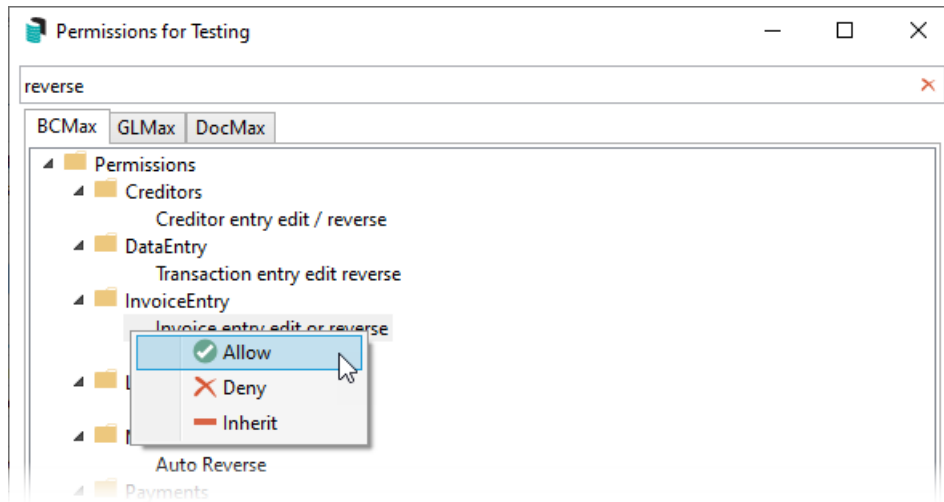 Permissions for Testing
reverse
BCMax GLMax DocMax
Permissions
Creditors
Creditor entry edit / reverse
DataEntry
Transaction entry edit reverse
InvoiceEntry
Invoice entry edit or reverse
Allow
Deny
Inherit
Auto Reverse
Payments